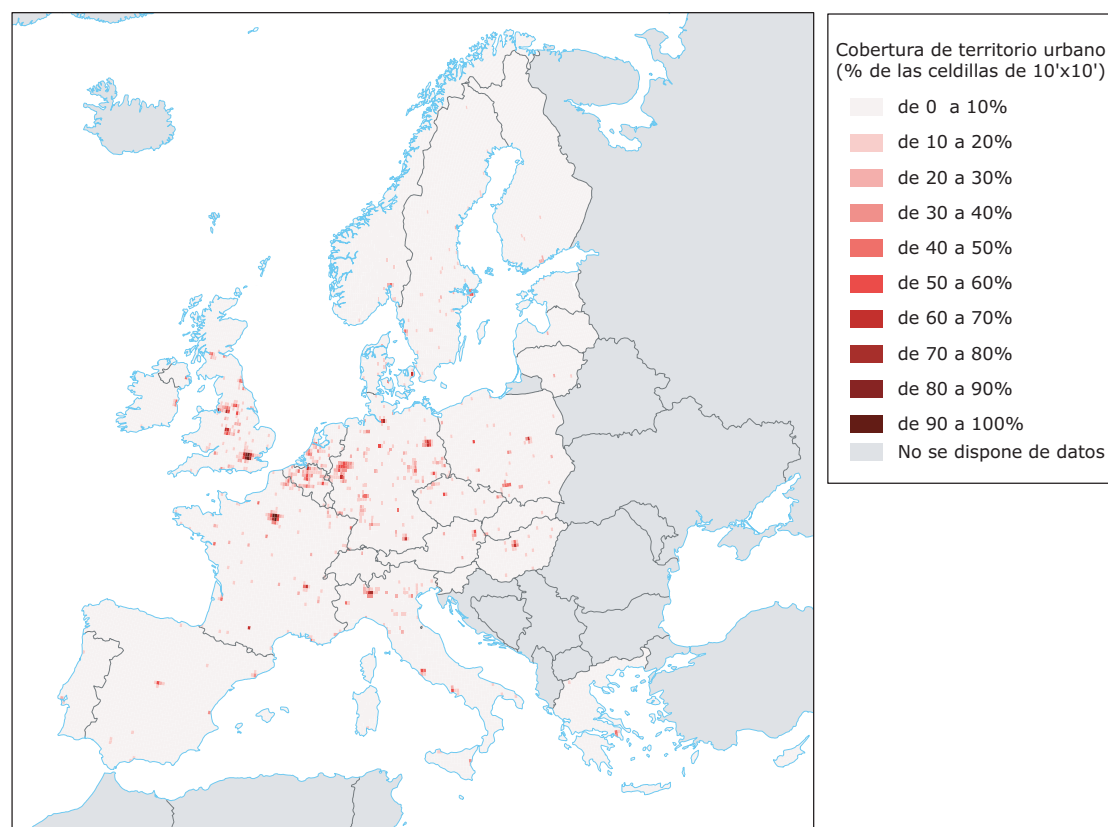 Cobertura de territorio urbano
(% de las celdillas de 10'x10')
de 0 a 10%
de 10 a 20%
de 20 a 30%
de 30 a 40%
de 40 a 50%
de 50 a 60%
de 60 a 70%
de 70 a 80%
de 80 a 90%
de 90 a 100%
No se dispone de datos